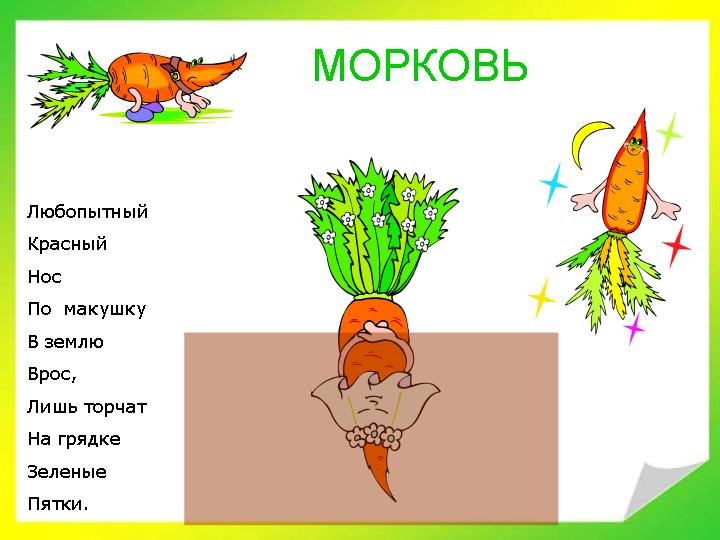 МОРКОВЬ
Любопытный
Красный
Нос
По макушку
В землю
Врос,
Лишь торчат
На грядке
Зеленые
Пятки.